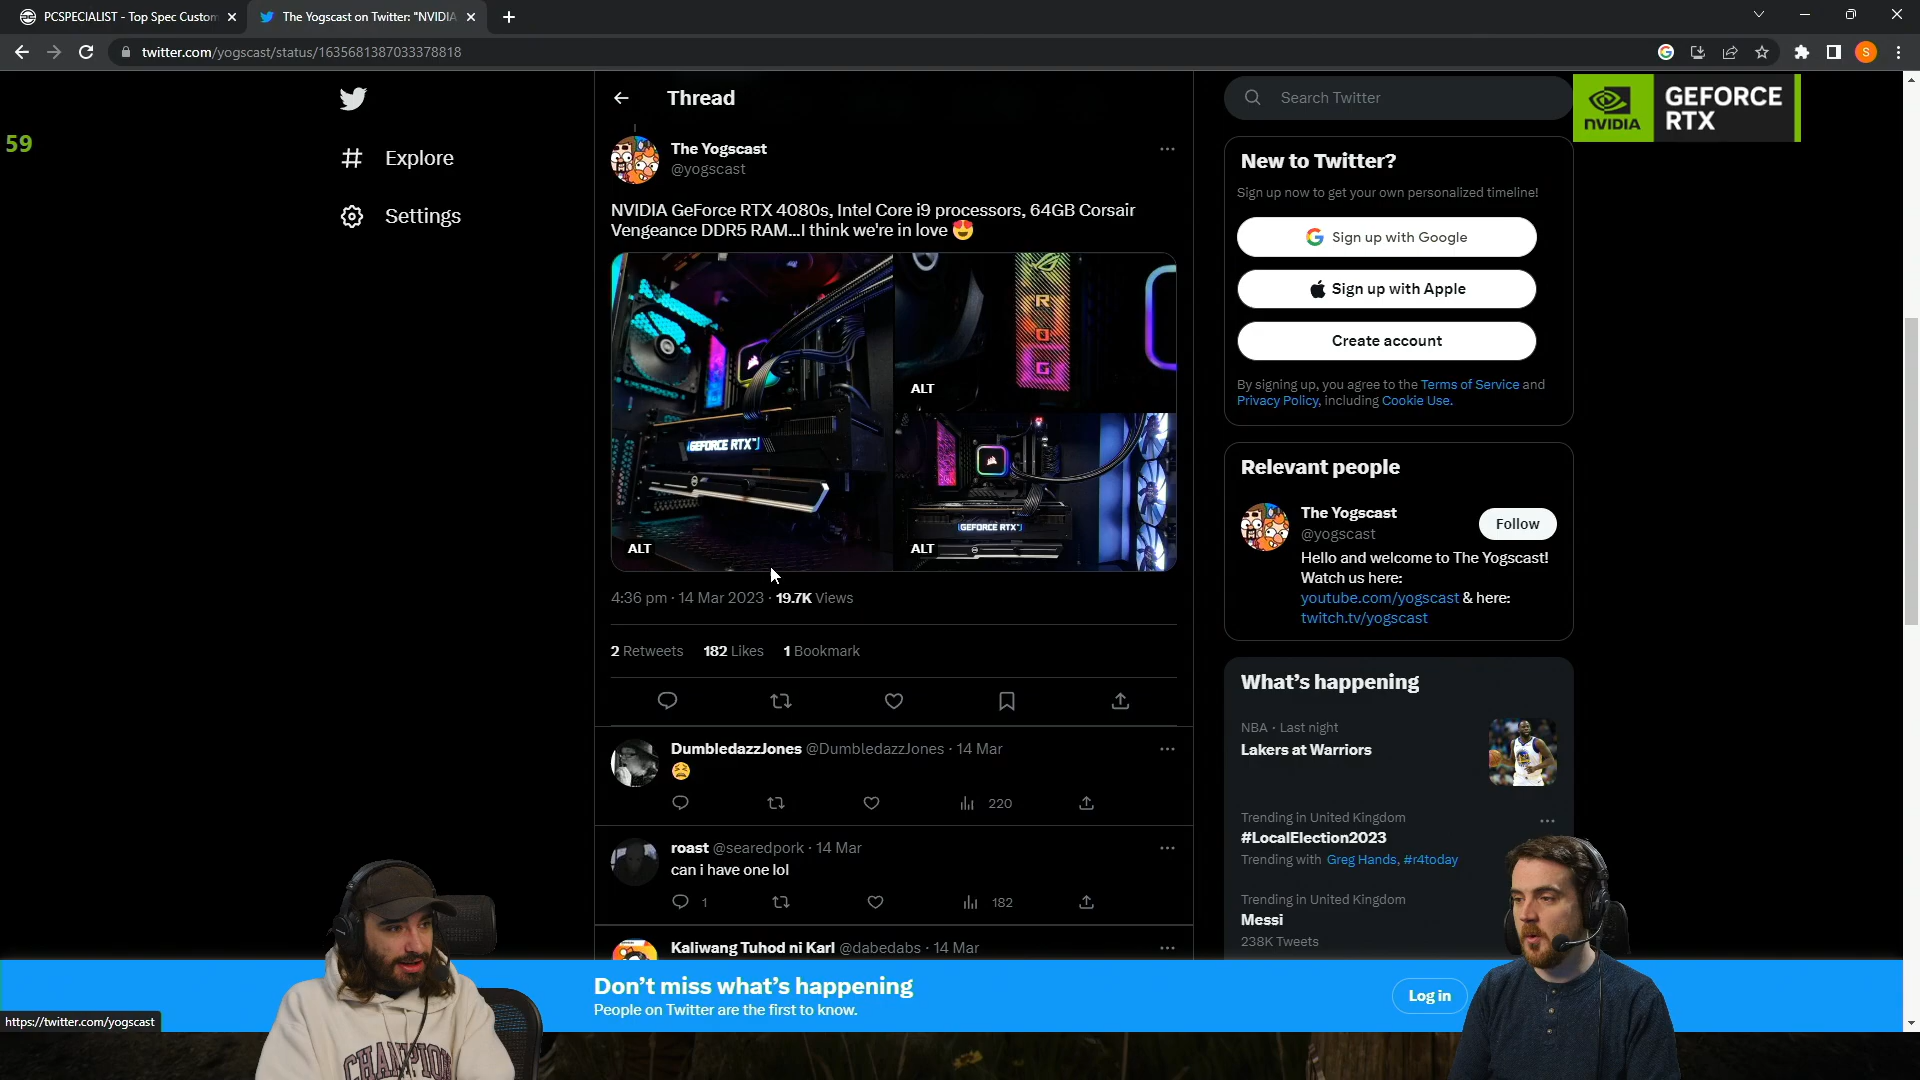 PCSPECIALIST - Top Spec Custom
The Yogscast on Twitter: "NVIDIA
twitter.com/yogscast/status/1635681387033378818
S
59
Explore
Settings
Thread
The Yogscast
@yogscast
NVIDIA GeForce RTX 4080s, Intel Core i9 processors, 64GB Corsair
Vengeance DDR5 RAM...I think we're in love 😍
GEFORCE RTX™
ALT
R
O
G
ALT
GEFORCE RTX™
ALT
4:36 pm · 14 Mar 2023 · 19.7K Views
2 Retweets 182 Likes 1 Bookmark
DumbledazzJones @DumbledazzJones · 14 Mar
😫
220
roast @searedpork · 14 Mar
can i have one lol
1 182
Kaliwang Tuhod ni Karl @dabedabs · 14 Mar
Search Twitter
NVIDIA
GEFORCE
RTX
New to Twitter?
Sign up now to get your own personalized timeline!
Sign up with Google
Sign up with Apple
Create account
By signing up, you agree to the Terms of Service and
Privacy Policy, including Cookie Use.
Relevant people
The Yogscast
@yogscast
Follow
Hello and welcome to The Yogscast!
Watch us here:
youtube.com/yogscast & here:
twitch.tv/yogscast
What's happening
NBA · Last night
Lakers at Warriors
Trending in United Kingdom
#LocalElection2023
Trending with Greg Hands, #r4today
Trending in United Kingdom
Messi
238K Tweets
Don't miss what's happening
People on Twitter are the first to know.
Log in
https://twitter.com/yogscast
CHAMPION